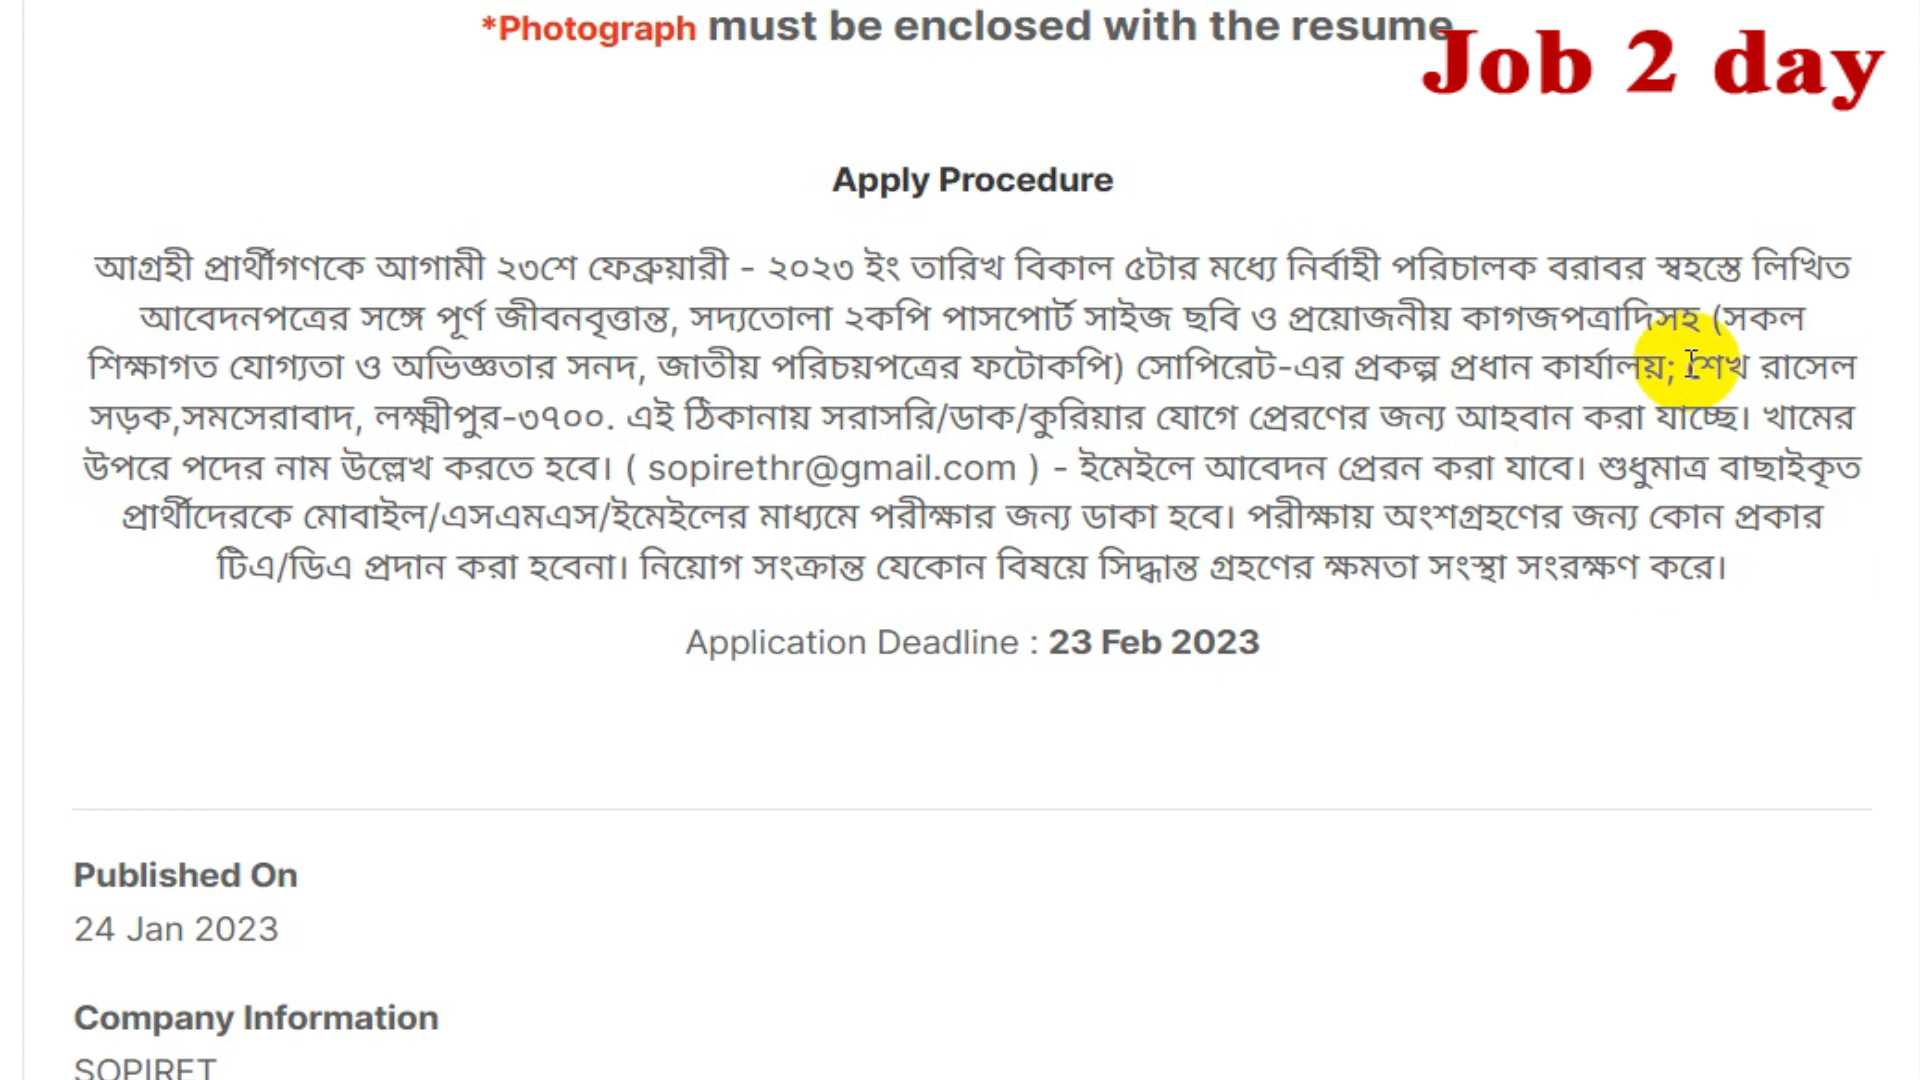 *Photograph must be enclosed with the resume
Job 2 day
Apply Procedure
আগ্রহী প্রার্থীগণকে আগামী ২৩শে ফেব্রুয়ারী - ২০২৩ ইং তারিখ বিকাল ৫টার মধ্যে নির্বাহী পরিচালক বরাবর স্বহস্তে লিখিত
আবেদনপত্রের সঙ্গে পূর্ণ জীবনবৃত্তান্ত, সদ্যতোলা ২কপি পাসপোর্ট সাইজ ছবি ও প্রয়োজনীয় কাগজপত্রাদিসহ (সকল
শিক্ষাগত যোগ্যতা ও অভিজ্ঞতার সনদ, জাতীয় পরিচয়পত্রের ফটোকপি) সোপিরেট-এর প্রকল্প প্রধান কার্যালয়; শেখ রাসেল
সড়ক,সমসেরাবাদ, লক্ষ্মীপুর-৩৭০০. এই ঠিকানায় সরাসরি/ডাক/কুরিয়ার যোগে প্রেরণের জন্য আহবান করা যাচ্ছে। খামের
উপরে পদের নাম উল্লেখ করতে হবে। ( sopirethr@gmail.com ) - ইমেইলে আবেদন প্রেরন করা যাবে। শুধুমাত্র বাছাইকৃত
প্রার্থীদেরকে মোবাইল/এসএমএস/ইমেইলের মাধ্যমে পরীক্ষার জন্য ডাকা হবে। পরীক্ষায় অংশগ্রহণের জন্য কোন প্রকার
টিএ/ডিএ প্রদান করা হবেনা। নিয়োগ সংক্রান্ত যেকোন বিষয়ে সিদ্ধান্ত গ্রহণের ক্ষমতা সংস্থা সংরক্ষণ করে।
Application Deadline : 23 Feb 2023
Published On
24 Jan 2023
Company Information
SOPIRET